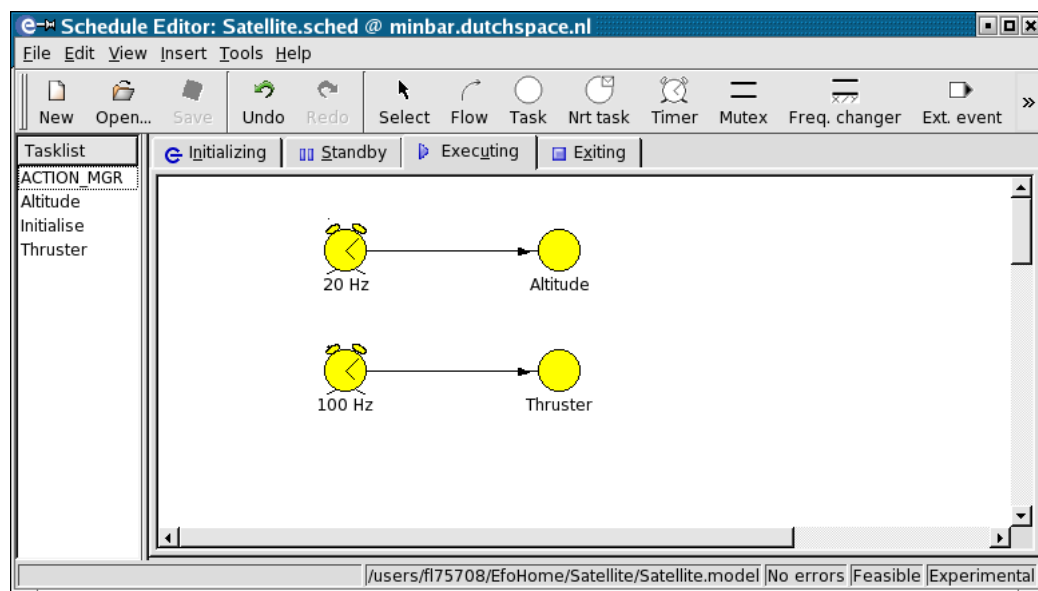 Schedule Editor: Satellite.sched @ minbar.dutchspace.nl
File Edit View Insert Tools Help
New Open... Save Undo Redo Select Flow Task Nrt task Timer Mutex Freq. changer Ext. event »
Tasklist
ACTION_MGR
Altitude
Initialise
Thruster
Initializing Standby Executing Exiting
20 Hz Altitude
100 Hz Thruster
/users/fl75708/EfoHome/Satellite/Satellite.model No errors Feasible Experimental